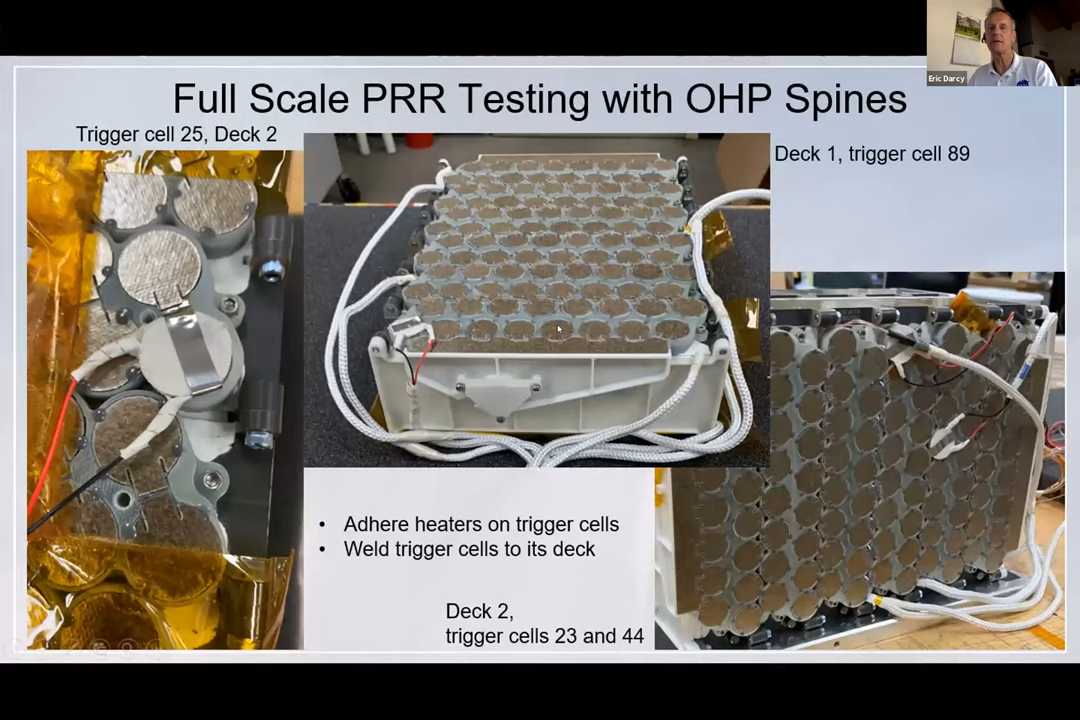 Eric Darcy
Full Scale PRR Testing with OHP Spines
Trigger cell 25, Deck 2
Deck 1, trigger cell 89
• Adhere heaters on trigger cells
• Weld trigger cells to its deck
Deck 2,
trigger cells 23 and 44